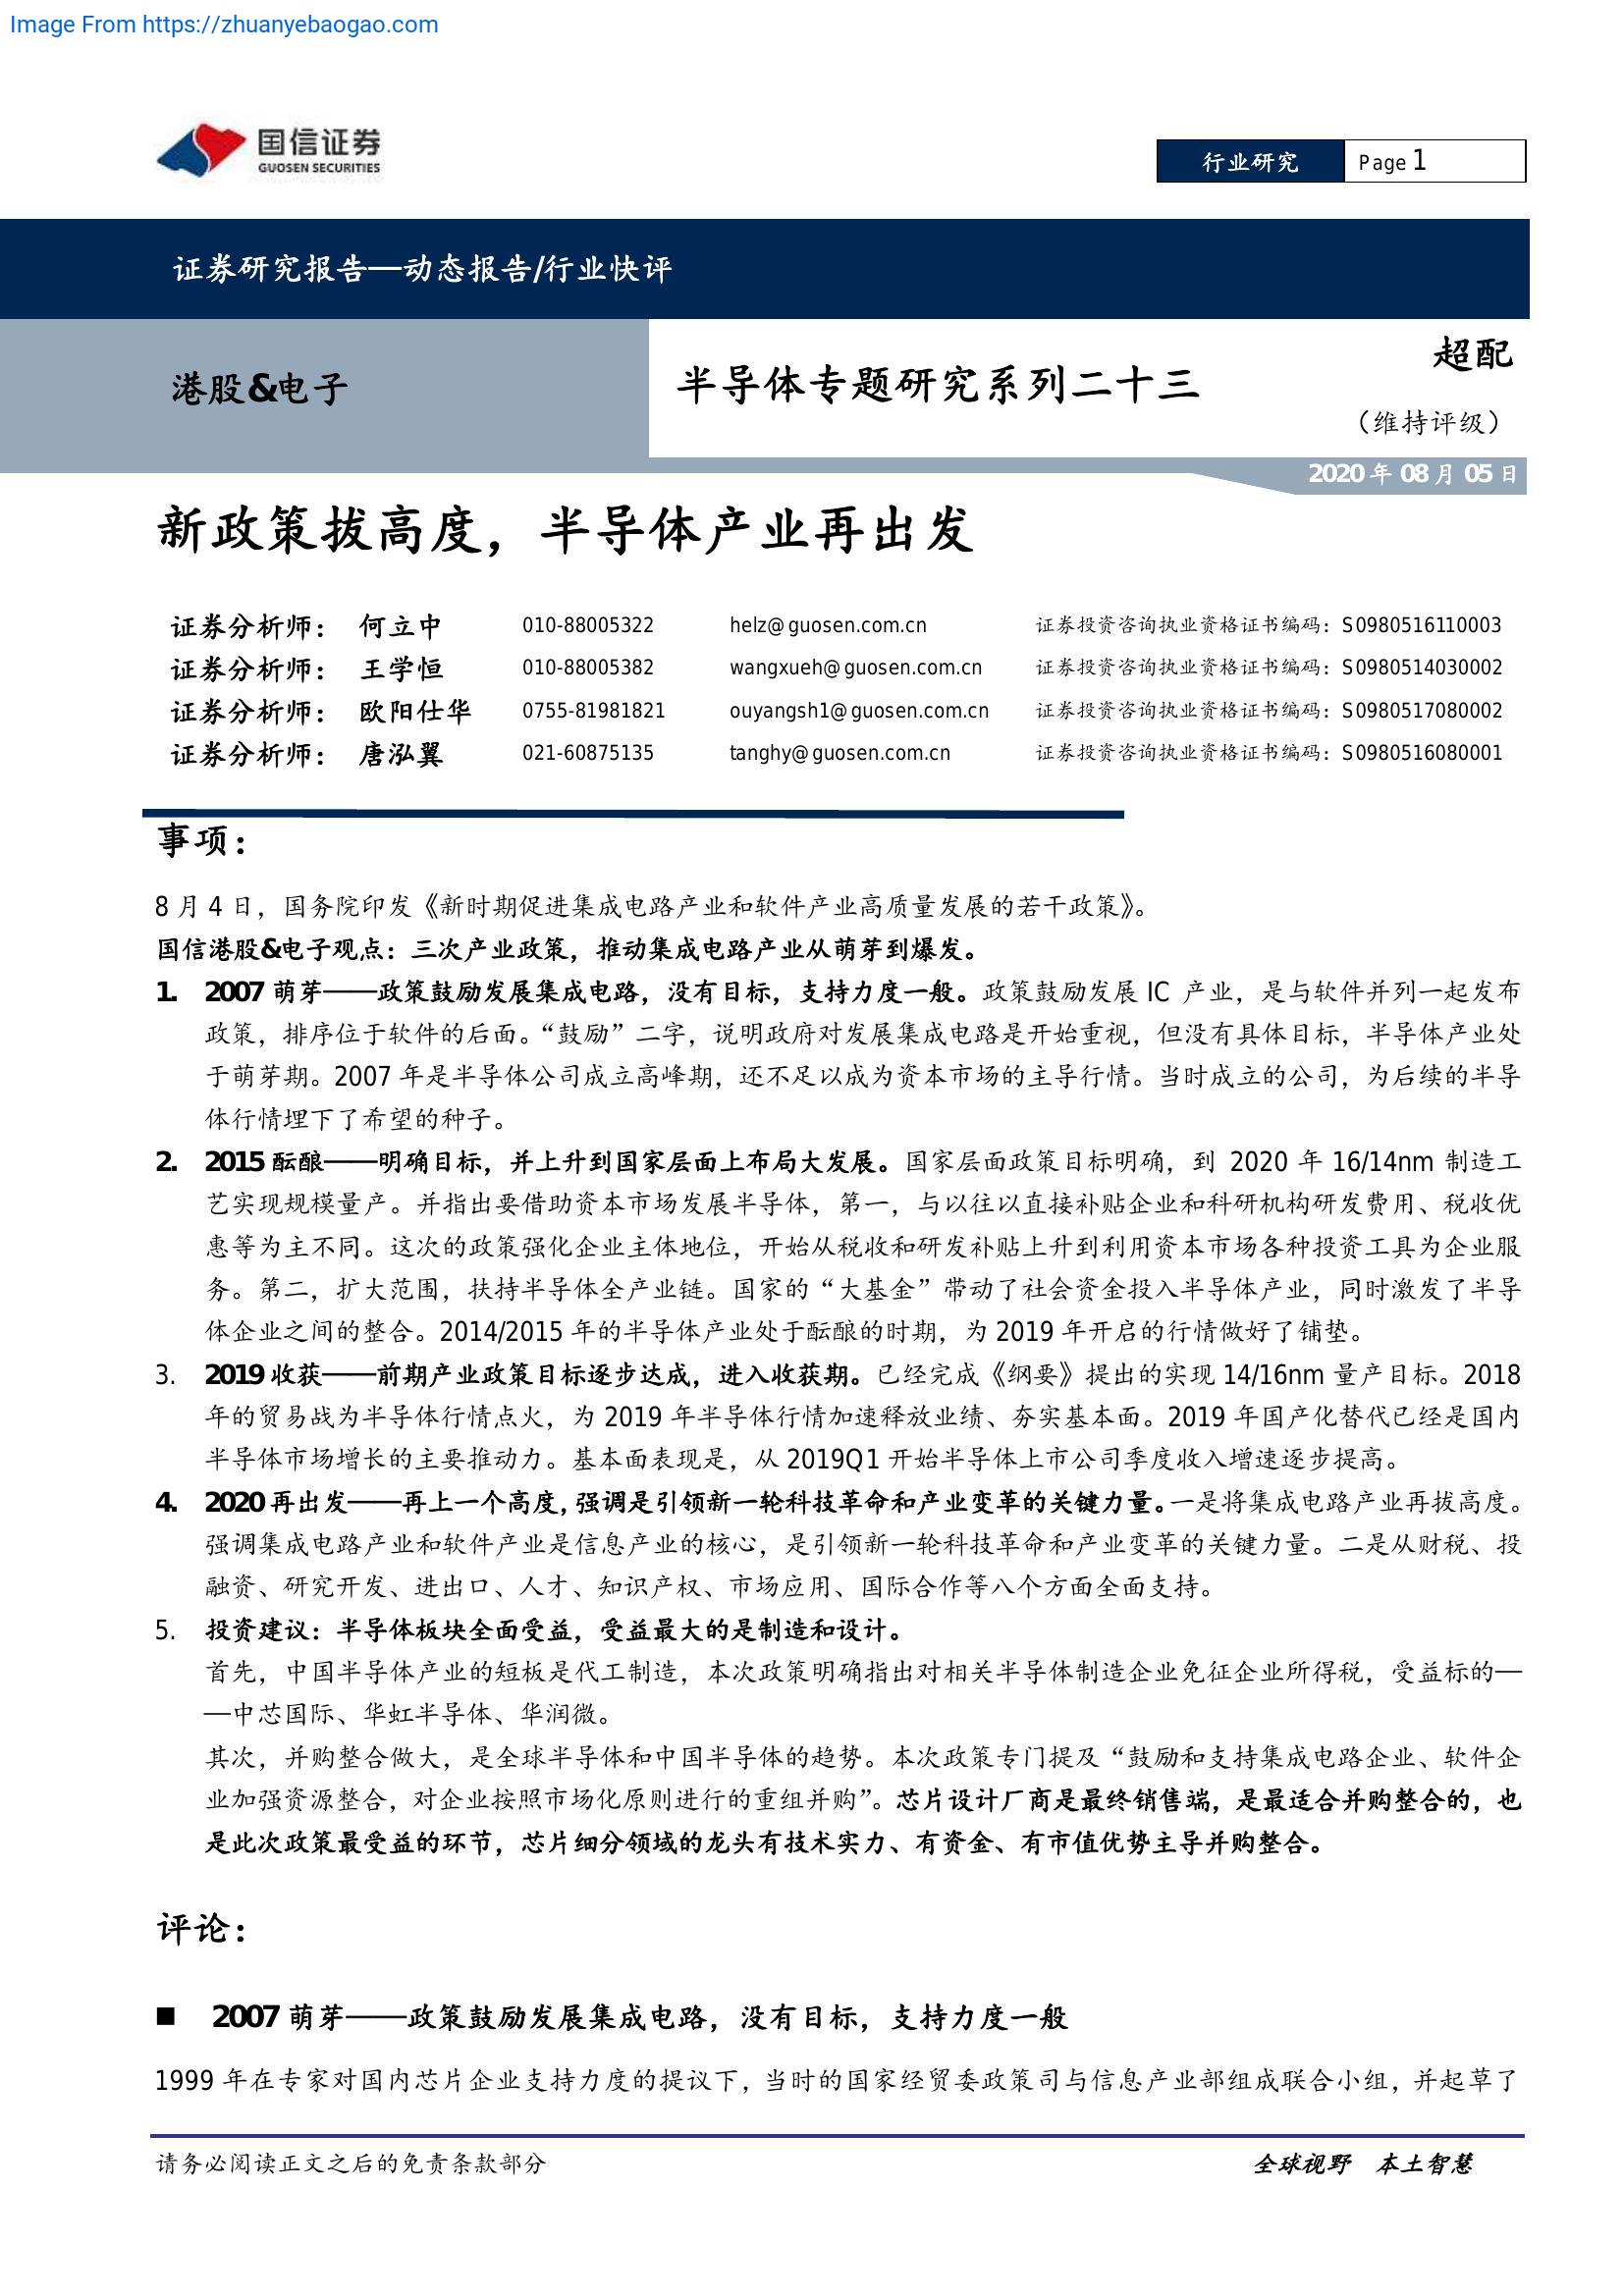 Image From https://zhuanyebaogao.com
国信证券
GUOSEN SECURITIES
行业研究
Page 1
证券研究报告—动态报告/行业快评
港股&电子
半导体专题研究系列二十三
超配
（维持评级）
2020 年 08 月 05 日
新政策拔高度，半导体产业再出发
证券分析师： 何立中 010-88005322 helz@guosen.com.cn 证券投资咨询执业资格证书编码：S0980516110003
证券分析师： 王学恒 010-88005382 wangxueh@guosen.com.cn 证券投资咨询执业资格证书编码：S0980514030002
证券分析师： 欧阳仕华 0755-81981821 ouyangsh1@guosen.com.cn 证券投资咨询执业资格证书编码：S0980517080002
证券分析师： 唐泓翼 021-60875135 tanghy@guosen.com.cn 证券投资咨询执业资格证书编码：S0980516080001
事项：
8 月 4 日，国务院印发《新时期促进集成电路产业和软件产业高质量发展的若干政策》。
国信港股&电子观点：三次产业政策，推动集成电路产业从萌芽到爆发。
1. 2007 萌芽——政策鼓励发展集成电路，没有目标，支持力度一般。政策鼓励发展 IC 产业，是与软件并列一起发布
政策，排序位于软件的后面。“鼓励”二字，说明政府对发展集成电路是开始重视，但没有具体目标，半导体产业处
于萌芽期。2007 年是半导体公司成立高峰期，还不足以成为资本市场的主导行情。当时成立的公司，为后续的半导
体行情埋下了希望的种子。
2. 2015 酝酿——明确目标，并上升到国家层面上布局大发展。国家层面政策目标明确，到 2020 年 16/14nm 制造工
艺实现规模量产。并指出要借助资本市场发展半导体，第一，与以往以直接补贴企业和科研机构研发费用、税收优
惠等为主不同。这次的政策强化企业主体地位，开始从税收和研发补贴上升到利用资本市场各种投资工具为企业服
务。第二，扩大范围，扶持半导体全产业链。国家的“大基金”带动了社会资金投入半导体产业，同时激发了半导
体企业之间的整合。2014/2015 年的半导体产业处于酝酿的时期，为 2019 年开启的行情做好了铺垫。
3. 2019 收获——前期产业政策目标逐步达成，进入收获期。已经完成《纲要》提出的实现 14/16nm 量产目标。2018
年的贸易战为半导体行情点火，为 2019 年半导体行情加速释放业绩、夯实基本面。2019 年国产化替代已经是国内
半导体市场增长的主要推动力。基本面表现是，从 2019Q1 开始半导体上市公司季度收入增速逐步提高。
4. 2020 再出发——再上一个高度，强调是引领新一轮科技革命和产业变革的关键力量。一是将集成电路产业再拔高度。
强调集成电路产业和软件产业是信息产业的核心，是引领新一轮科技革命和产业变革的关键力量。二是从财税、投
融资、研究开发、进出口、人才、知识产权、市场应用、国际合作等八个方面全面支持。
5. 投资建议：半导体板块全面受益，受益最大的是制造和设计。
首先，中国半导体产业的短板是代工制造，本次政策明确指出对相关半导体制造企业免征企业所得税，受益标的—
—中芯国际、华虹半导体、华润微。
其次，并购整合做大，是全球半导体和中国半导体的趋势。本次政策专门提及“鼓励和支持集成电路企业、软件企
业加强资源整合，对企业按照市场化原则进行的重组并购”。芯片设计厂商是最终销售端，是最适合并购整合的，也
是此次政策最受益的环节，芯片细分领域的龙头有技术实力、有资金、有市值优势主导并购整合。
评论：
■ 2007 萌芽——政策鼓励发展集成电路，没有目标，支持力度一般
1999 年在专家对国内芯片企业支持力度的提议下，当时的国家经贸委政策司与信息产业部组成联合小组，并起草了
请务必阅读正文之后的免责条款部分
全球视野 本土智慧